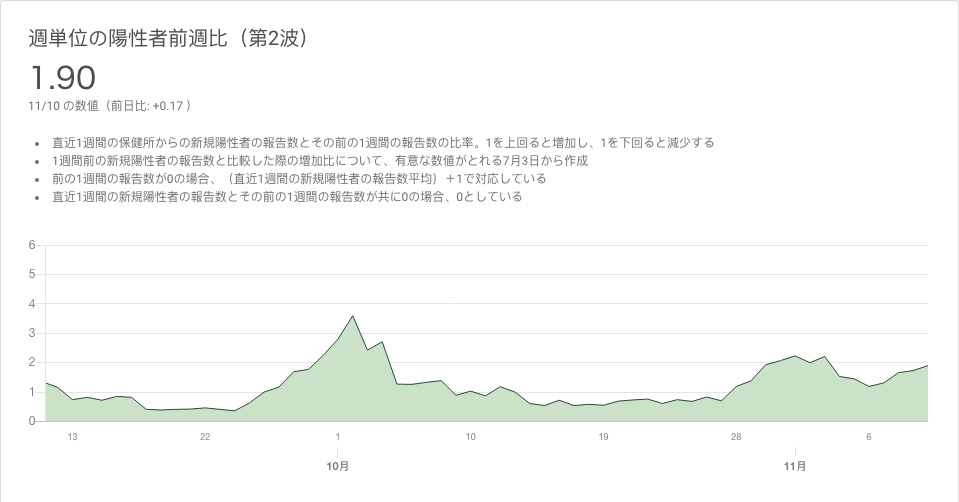 週単位の陽性者前週比（第2波）
1.90
11/10 の数値（前日比: +0.17 ）
• 直近1週間の保健所からの新規陽性者の報告数とその前の1週間の報告数の比率。1を上回ると増加し、1を下回ると減少する
• 1週間前の新規陽性者の報告数と比較した際の増加比について、有意な数値がとれる7月3日から作成
• 前の1週間の報告数が0の場合、（直近1週間の新規陽性者の報告数平均）＋1で対応している
• 直近1週間の新規陽性者の報告数とその前の1週間の報告数が共に0の場合、0としている
6
5
4
3
2
1
0
13 22 1 10 19 28 6
10月 11月